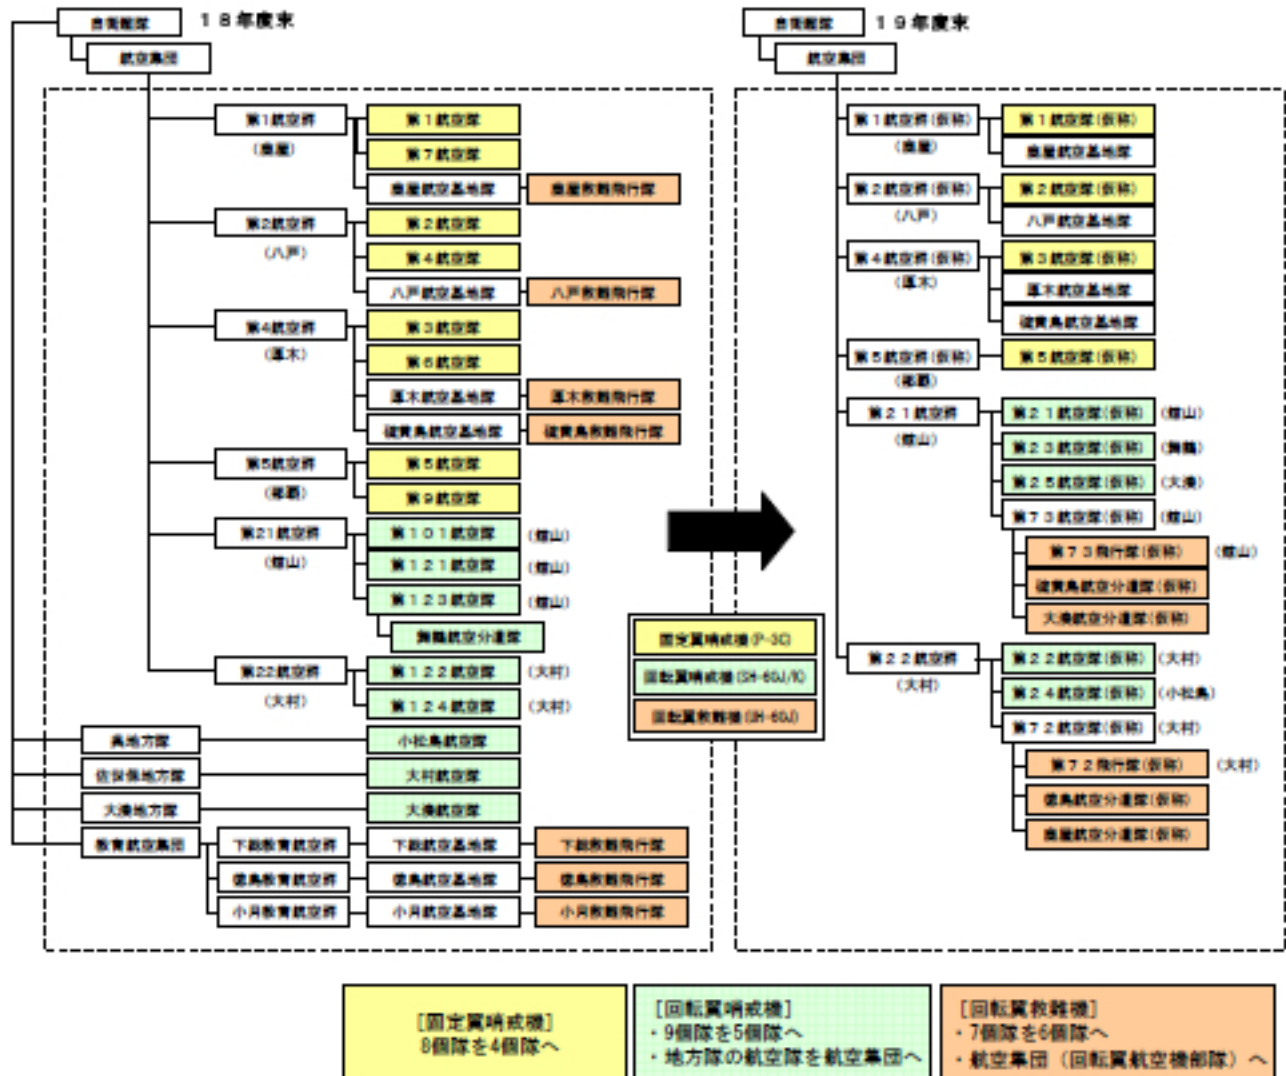 自衛艦隊
18年度末
航空集団
第1航空群
(鹿屋)
第1航空隊
第7航空隊
鹿屋航空基地隊
鹿屋救難飛行隊
第2航空群
(八戸)
第2航空隊
第4航空隊
八戸航空基地隊
八戸救難飛行隊
第4航空群
(厚木)
第3航空隊
第6航空隊
厚木航空基地隊
厚木救難飛行隊
硫黄島航空基地隊
硫黄島救難飛行隊
第5航空群
(那覇)
第5航空隊
第9航空隊
第21航空群
(館山)
第101航空隊
(館山)
第121航空隊
(館山)
第123航空隊
(館山)
舞鶴航空分遣隊
第22航空群
(大村)
第122航空隊
(大村)
第124航空隊
(大村)
呉地方隊
小松島航空隊
佐世保地方隊
大村航空隊
大湊地方隊
大湊航空隊
教育航空集団
下総教育航空群
下総航空基地隊
下総救難飛行隊
徳島教育航空群
徳島航空基地隊
徳島救難飛行隊
小月教育航空群
小月航空基地隊
小月救難飛行隊
固定翼哨戒機(P-3C)
回転翼哨戒機(SH-60J/K)
回転翼救難機(UH-60J)
自衛艦隊
19年度末
航空集団
第1航空群(仮称)
(鹿屋)
第1航空隊(仮称)
鹿屋航空基地隊
第2航空群(仮称)
(八戸)
第2航空隊(仮称)
八戸航空基地隊
第4航空群(仮称)
(厚木)
第3航空隊(仮称)
厚木航空基地隊
硫黄島航空基地隊
第5航空群(仮称)
(那覇)
第5航空隊(仮称)
第21航空群
(館山)
第21航空隊(仮称)
(館山)
第23航空隊(仮称)
(舞鶴)
第25航空隊(仮称)
(大湊)
第73航空隊(仮称)
(館山)
第73飛行隊(仮称)
(館山)
硫黄島航空分遣隊(仮称)
大湊航空分遣隊(仮称)
第22航空群
(大村)
第22航空隊(仮称)
(大村)
第24航空隊(仮称)
(小松島)
第72航空隊(仮称)
(大村)
第72飛行隊(仮称)
(大村)
徳島航空分遣隊(仮称)
鹿屋航空分遣隊(仮称)
[固定翼哨戒機]
8個隊を4個隊へ
[回転翼哨戒機]
・9個隊を5個隊へ
・地方隊の航空隊を航空集団へ
[回転翼救難機]
・7個隊を6個隊へ
・航空集団（回転翼航空機部隊）へ